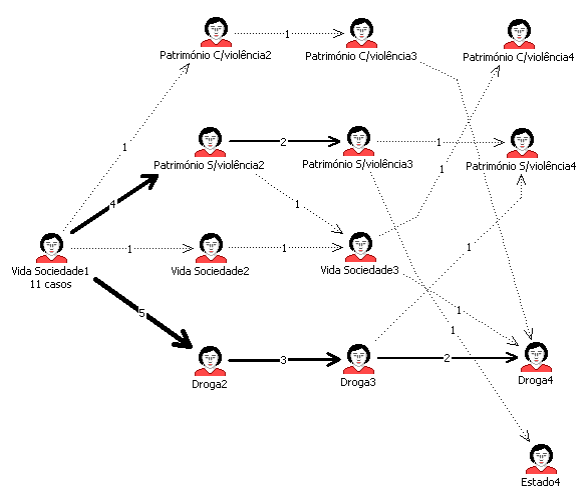 1
Património C/violência2
Património C/violência3
Património C/violência4
1
2
1
Património S/violência2
Património S/violência3
Património S/violência4
1
4
1
1
1
Vida Sociedade1
11 casos
Vida Sociedade2
Vida Sociedade3
1
5
1
1
3
2
Droga2
Droga3
Droga4
Estado4